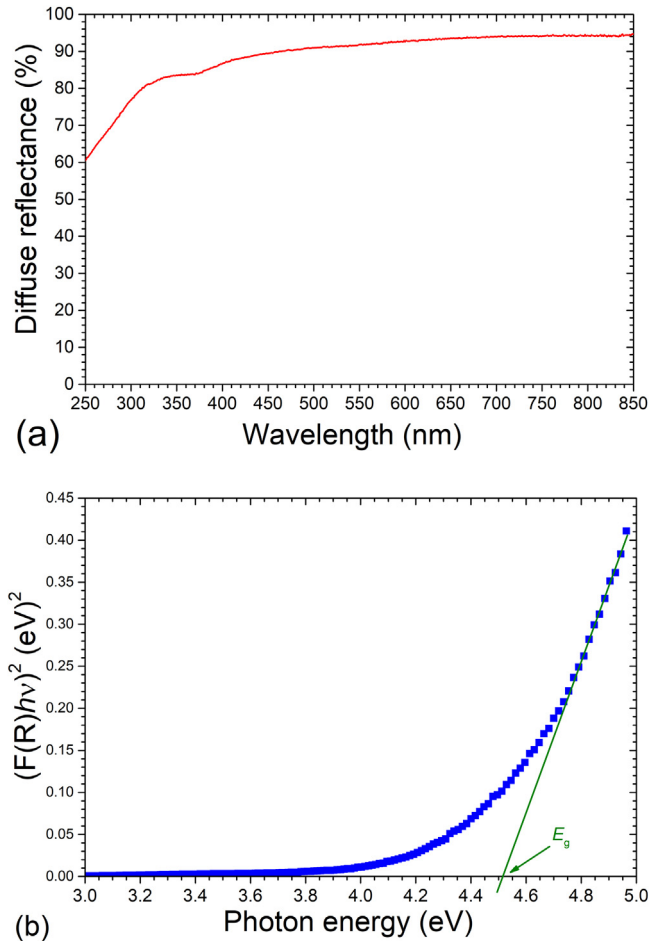 100
90
80
70
60
50
40
30
20
10
0
Diffuse reflectance (%)
250 300 350 400 450 500 550 600 650 700 750 800 850
Wavelength (nm)
(a)
0.45
0.40
0.35
0.30
0.25
0.20
0.15
0.10
0.05
0.00
(F(R)hν)² (eV)²
E_g
3.0 3.2 3.4 3.6 3.8 4.0 4.2 4.4 4.6 4.8 5.0
Photon energy (eV)
(b)